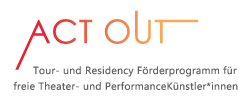 ACT OUT
Tour- und Residency Förderprogramm für
freie Theater- und PerformanceKünstler*innen